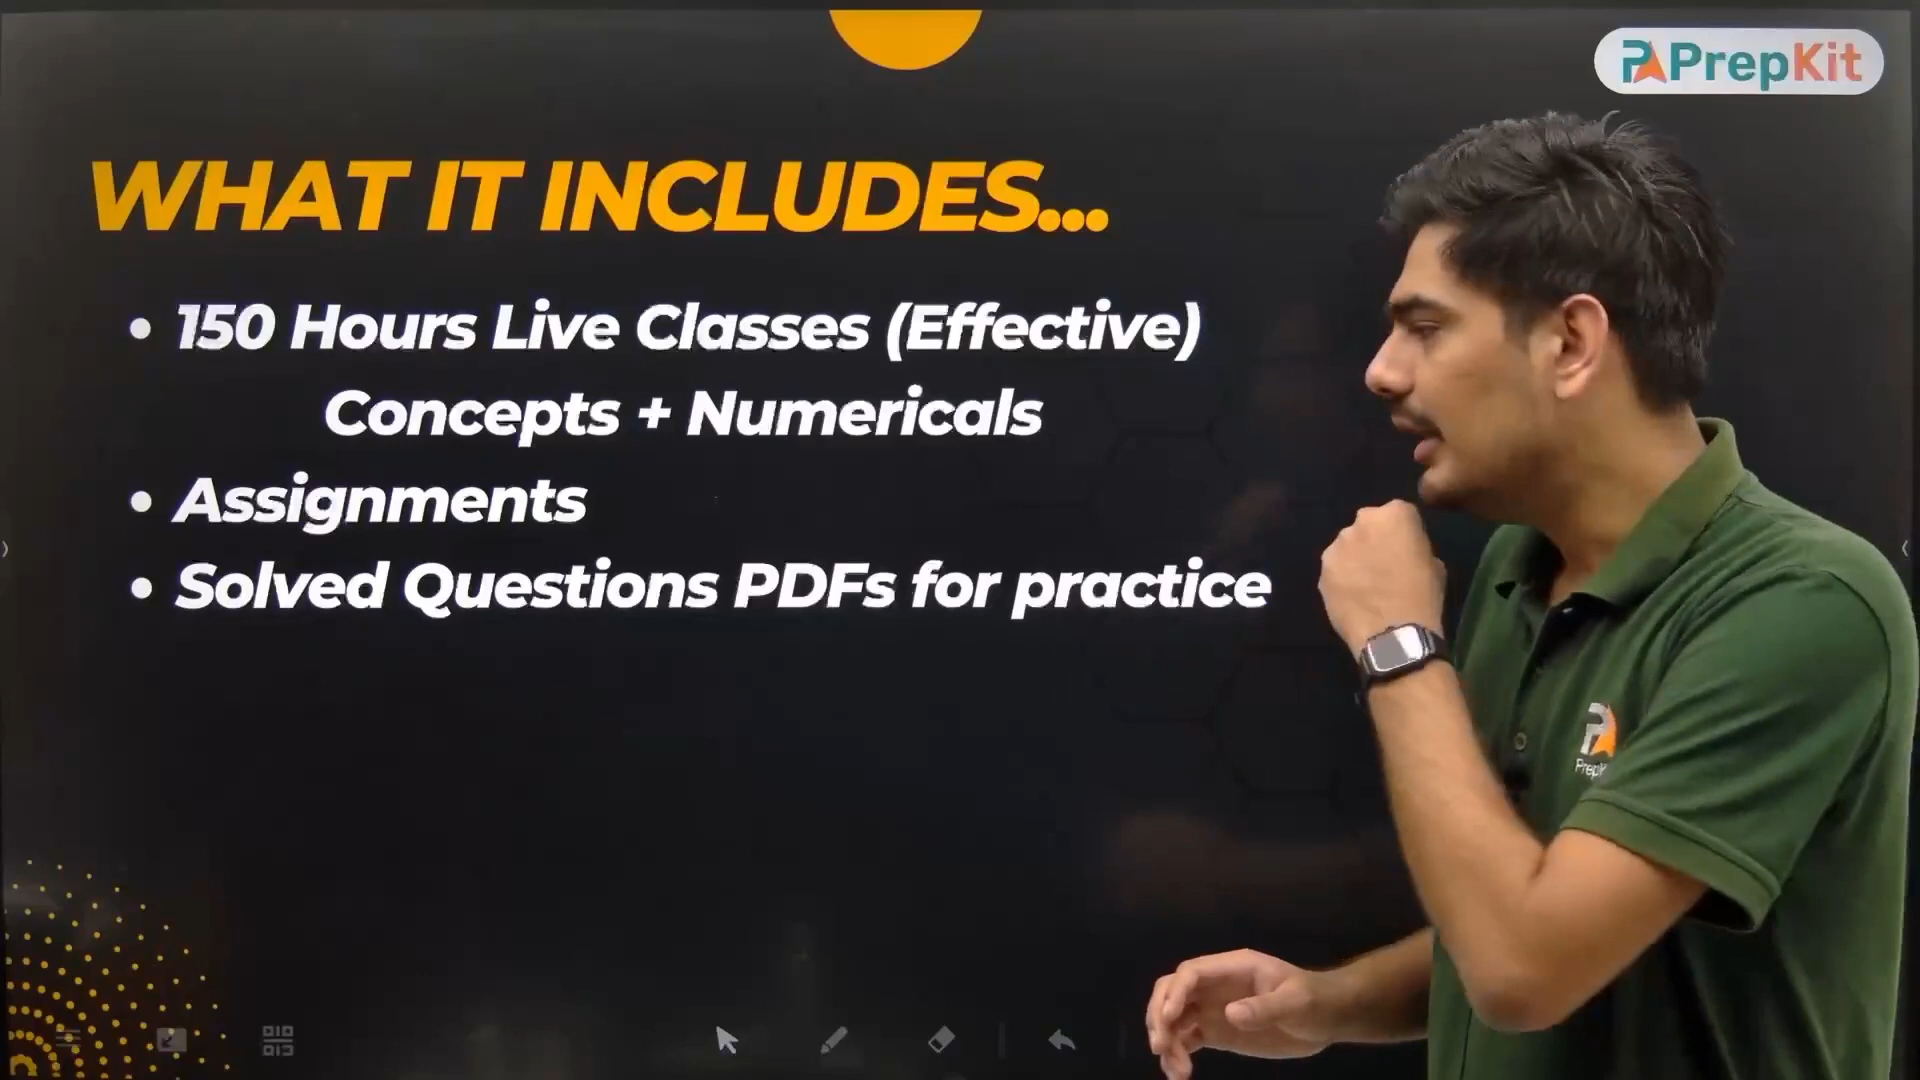 PrepKit
WHAT IT INCLUDES...
• 150 Hours Live Classes (Effective)
Concepts + Numericals
• Assignments
• Solved Questions PDFs for practice